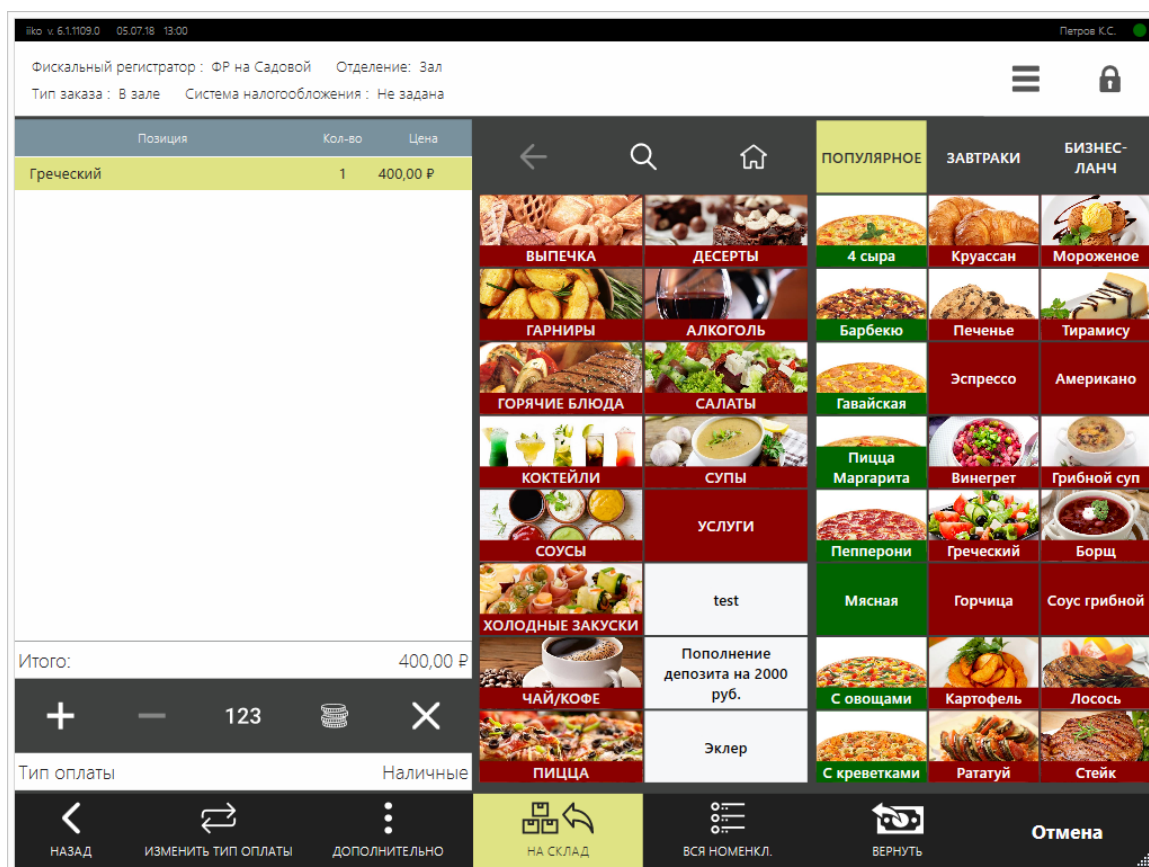 iiko v. 6.1.1109.0 05.07.18 13:00 Петров К.С.
Фискальный регистратор : ФР на Садовой Отделение: Зал
Тип заказа : В зале Система налогообложения : Не задана
Позиция Кол-во Цена
Греческий 1 400,00 ₽
Итого: 400,00 ₽
123
Тип оплаты Наличные
ВЫПЕЧКА ДЕСЕРТЫ
ГАРНИРЫ АЛКОГОЛЬ
ГОРЯЧИЕ БЛЮДА САЛАТЫ
КОКТЕЙЛИ СУПЫ
СОУСЫ УСЛУГИ
ХОЛОДНЫЕ ЗАКУСКИ test
ЧАЙ/КОФЕ Пополнение
депозита на 2000
руб.
ПИЦЦА Эклер
ПОПУЛЯРНОЕ ЗАВТРАКИ БИЗНЕС-
ЛАНЧ
4 сыра Круассан Мороженое
Барбекю Печенье Тирамису
Гавайская Эспрессо Американо
Пицца
Маргарита Винегрет Грибной суп
Пепперони Греческий Борщ
Мясная Горчица Соус грибной
С овощами Картофель Лосось
С креветками Рататуй Стейк
НАЗАД ИЗМЕНИТЬ ТИП ОПЛАТЫ ДОПОЛНИТЕЛЬНО НА СКЛАД ВСЯ НОМЕНКЛ. ВЕРНУТЬ Отмена